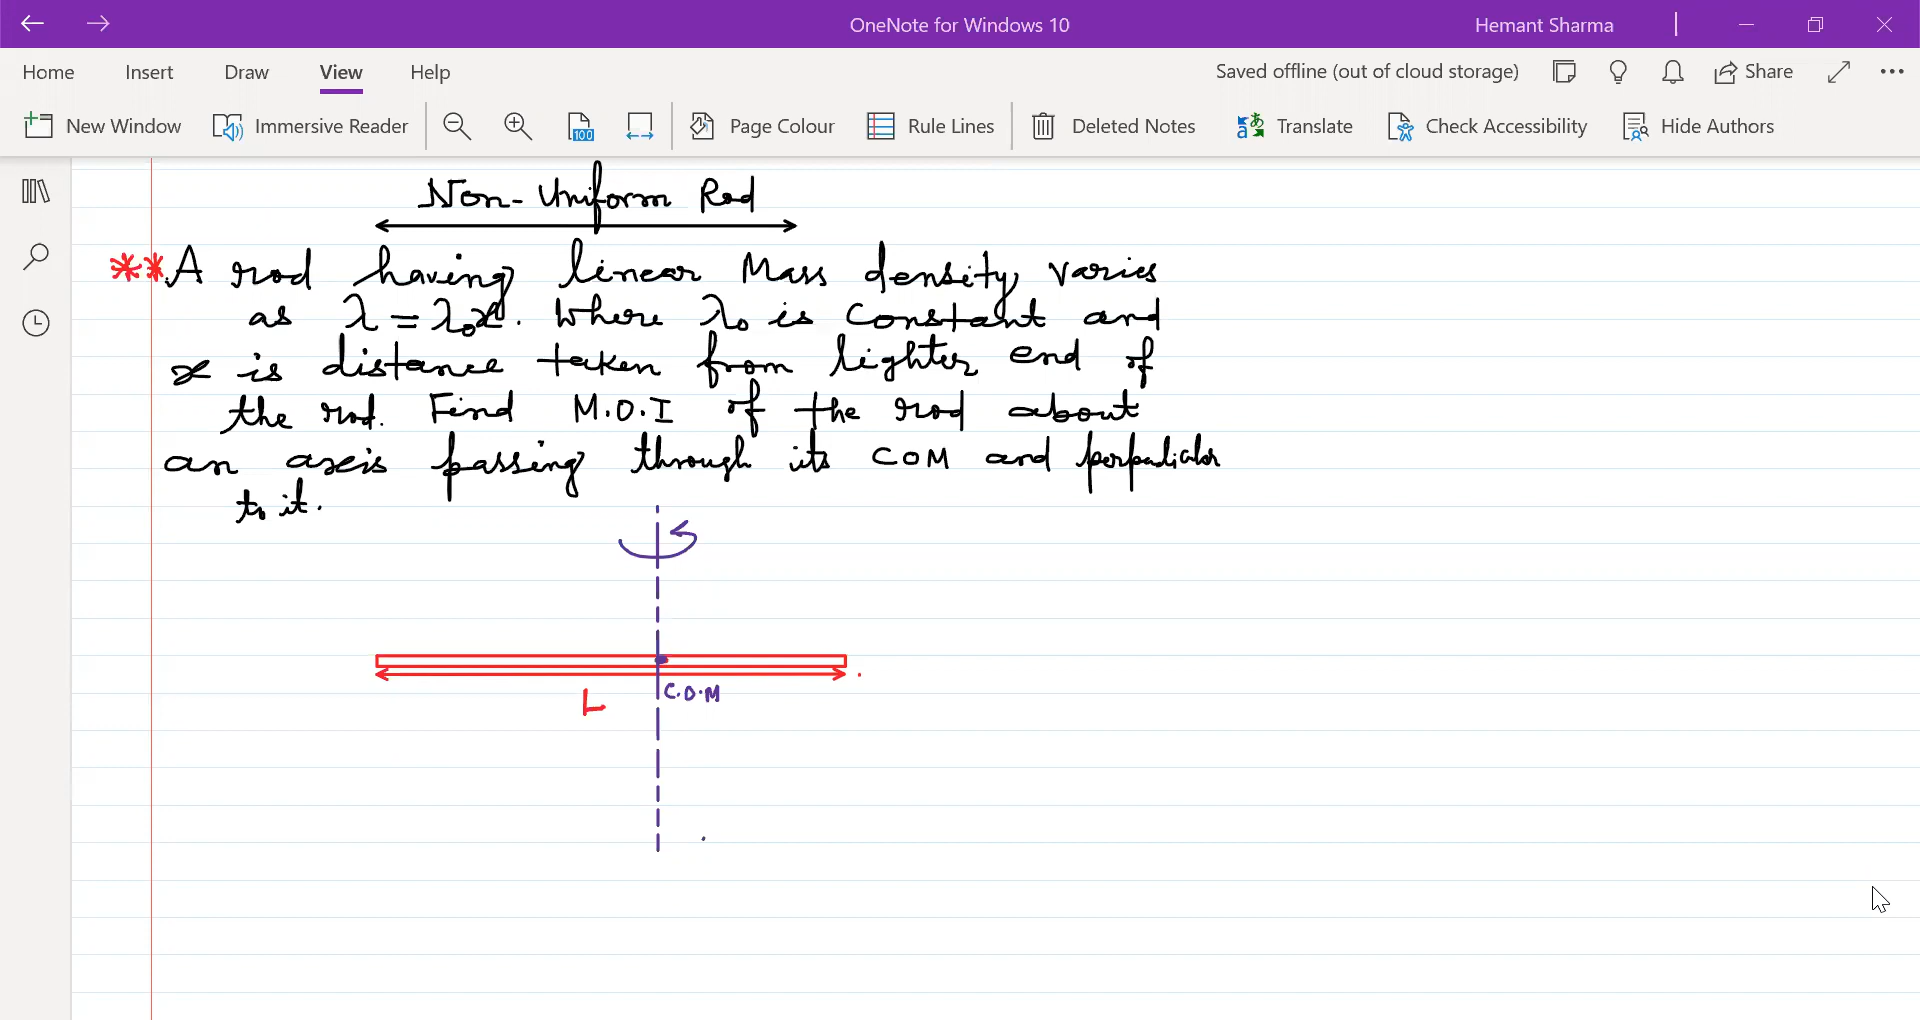 OneNote for Windows 10
Hemant Sharma
Home Insert Draw View Help
Saved offline (out of cloud storage) Share
New Window Immersive Reader 100 Page Colour Rule Lines Deleted Notes Translate Check Accessibility Hide Authors
Non-Uniform Rod
**A rod having linear Mass density varies
as λ = λ₀x. Where λ₀ is constant and
x is distance taken from lighter end of
the rod. Find M.O.I of the rod about
an axis passing through its COM and
to it.
C.O.M
L